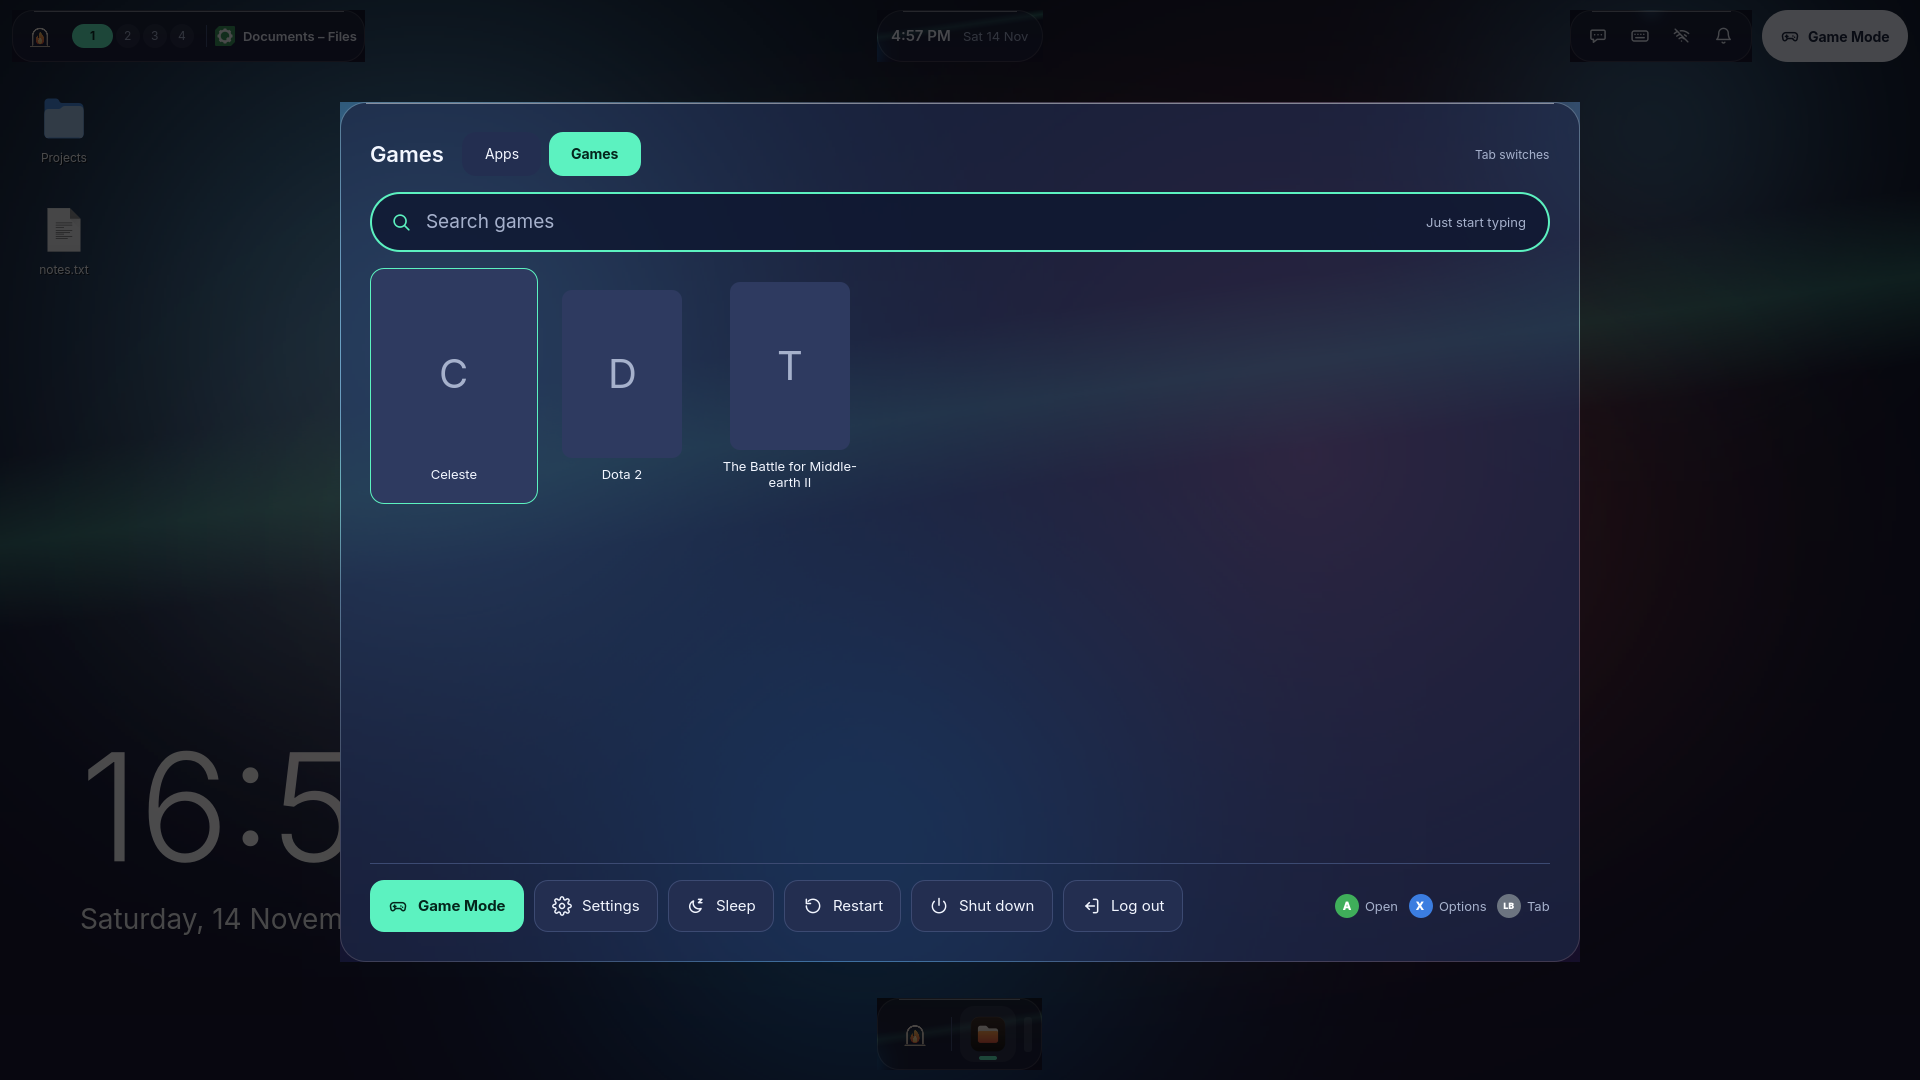 1 2 3 4 Documents – Files
4:57 PM Sat 14 Nov
Game Mode
Projects
notes.txt
Games Apps Games Tab switches
Search games Just start typing
C D T
Celeste Dota 2 The Battle for Middle-
earth II
16:5
Saturday, 14 Novem
Game Mode Settings Sleep Restart Shut down Log out A Open X Options LB Tab